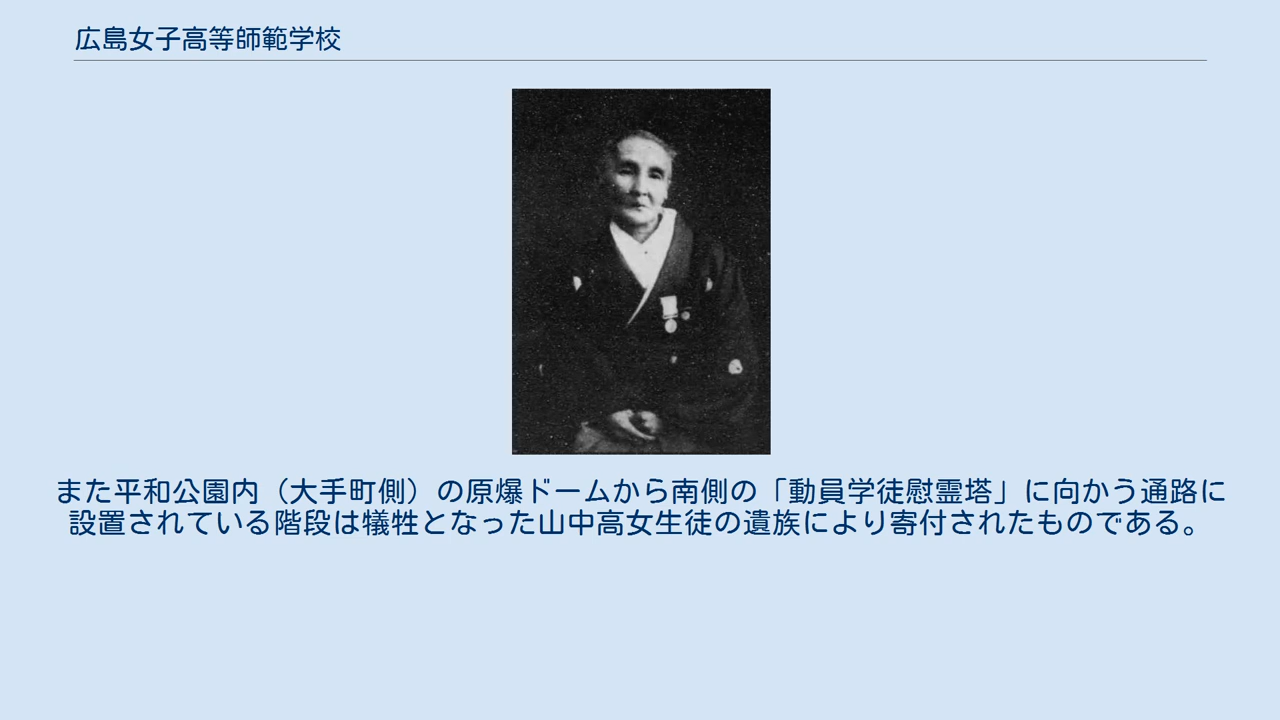 広島女子高等師範学校
また平和公園内（大手町側）の原爆ドームから南側の「動員学徒慰霊塔」に向かう通路に
設置されている階段は犠牲となった山中高女生徒の遺族により寄付されたものである。